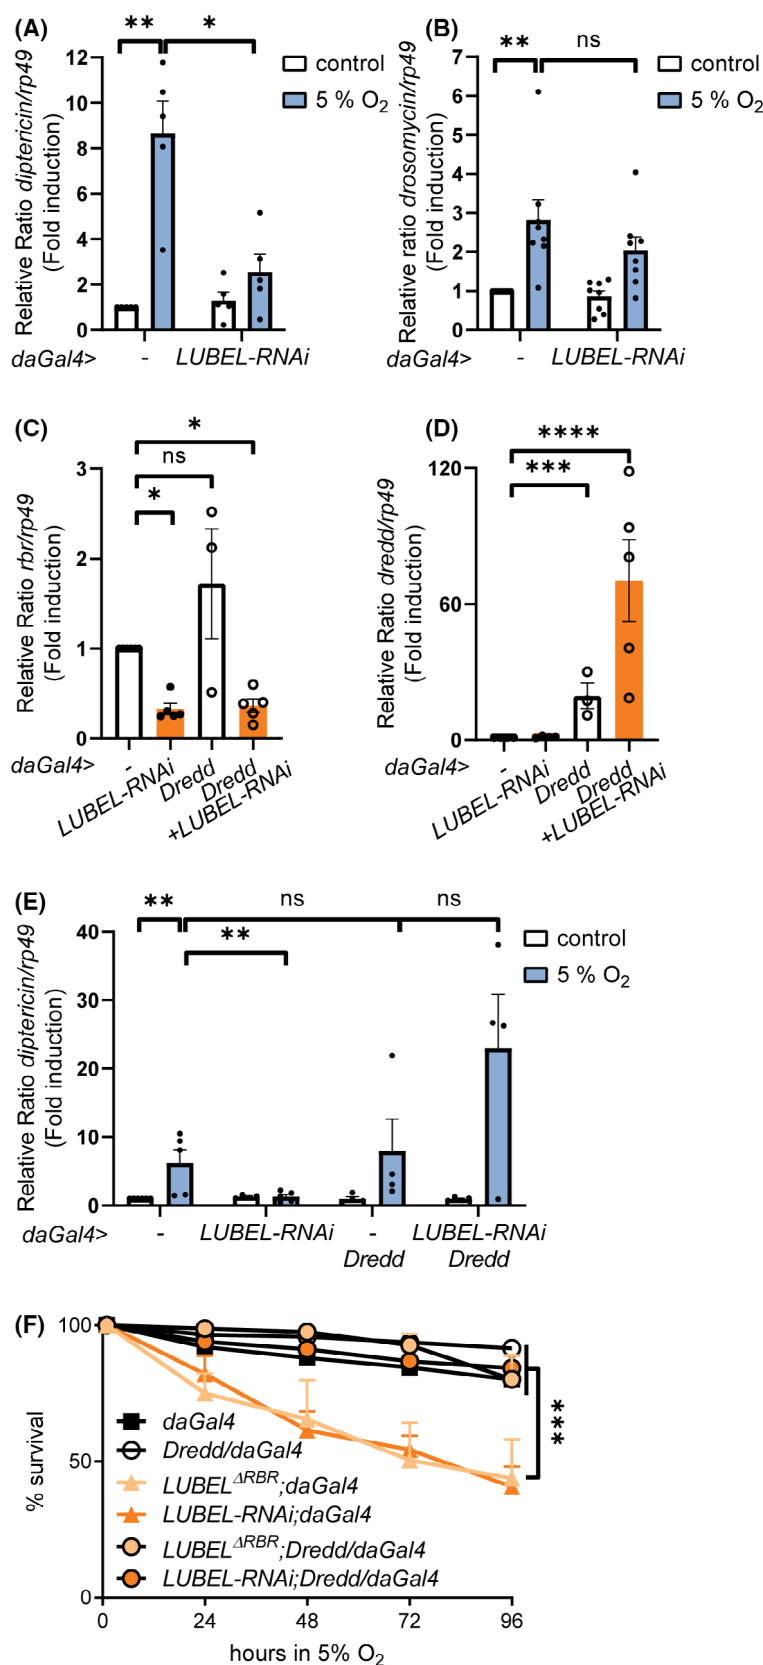 (A)
** *
Relative Ratio diptericin/rp49
(Fold induction)
12
10
8
6
4
2
0
control
5 % O2
daGal4> - LUBEL-RNAi
(B)
** ns
Relative ratio drosomycin/rp49
(Fold induction)
7
6
5
4
3
2
1
0
control
5 % O2
daGal4> - LUBEL-RNAi
(C)
*
ns
*
Relative Ratio rbr/rp49
(Fold induction)
3
2
1
0
daGal4> -
LUBEL-RNAi
Dredd
Dredd
+LUBEL-RNAi
(D)
****
***
Relative Ratio dredd/rp49
(Fold induction)
120
60
0
daGal4> -
LUBEL-RNAi
Dredd
Dredd
+LUBEL-RNAi
(E)
** ns ns
**
Relative Ratio diptericin/rp49
(Fold induction)
40
30
20
10
0
control
5 % O2
daGal4> - LUBEL-RNAi - LUBEL-RNAi
Dredd Dredd
(F)
% survival
100
50
0
daGal4
Dredd/daGal4
LUBELΔRBR;daGal4
LUBEL-RNAi;daGal4
LUBELΔRBR;Dredd/daGal4
LUBEL-RNAi;Dredd/daGal4
***
0 24 48 72 96
hours in 5% O2